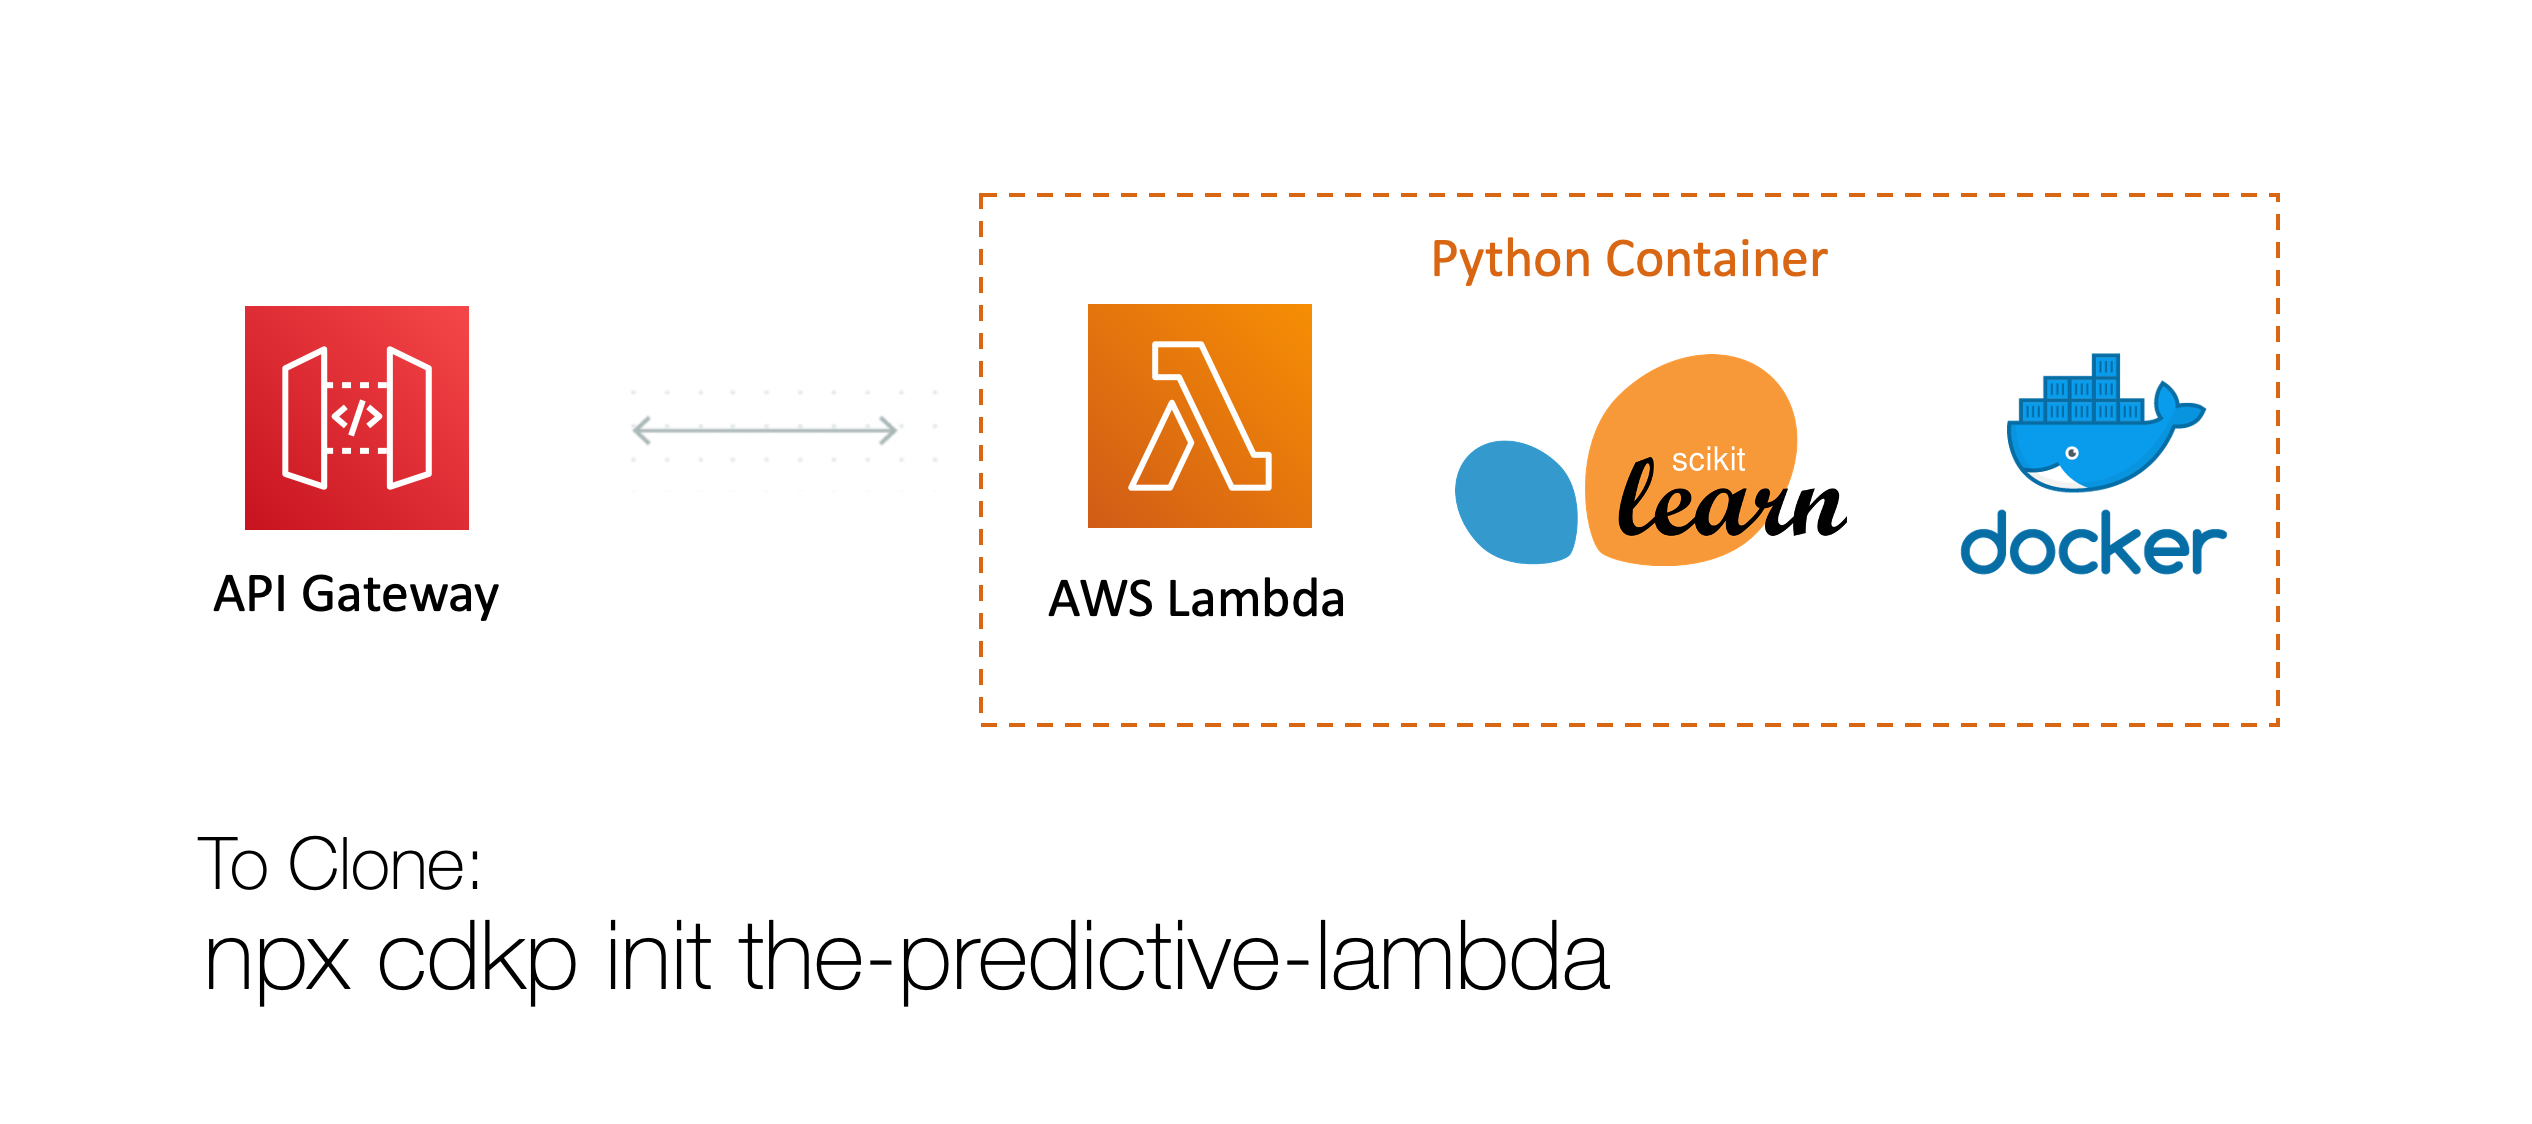 Python Container
scikit
learn
docker
API Gateway
AWS Lambda
To Clone:
npx cdkp init the-predictive-lambda